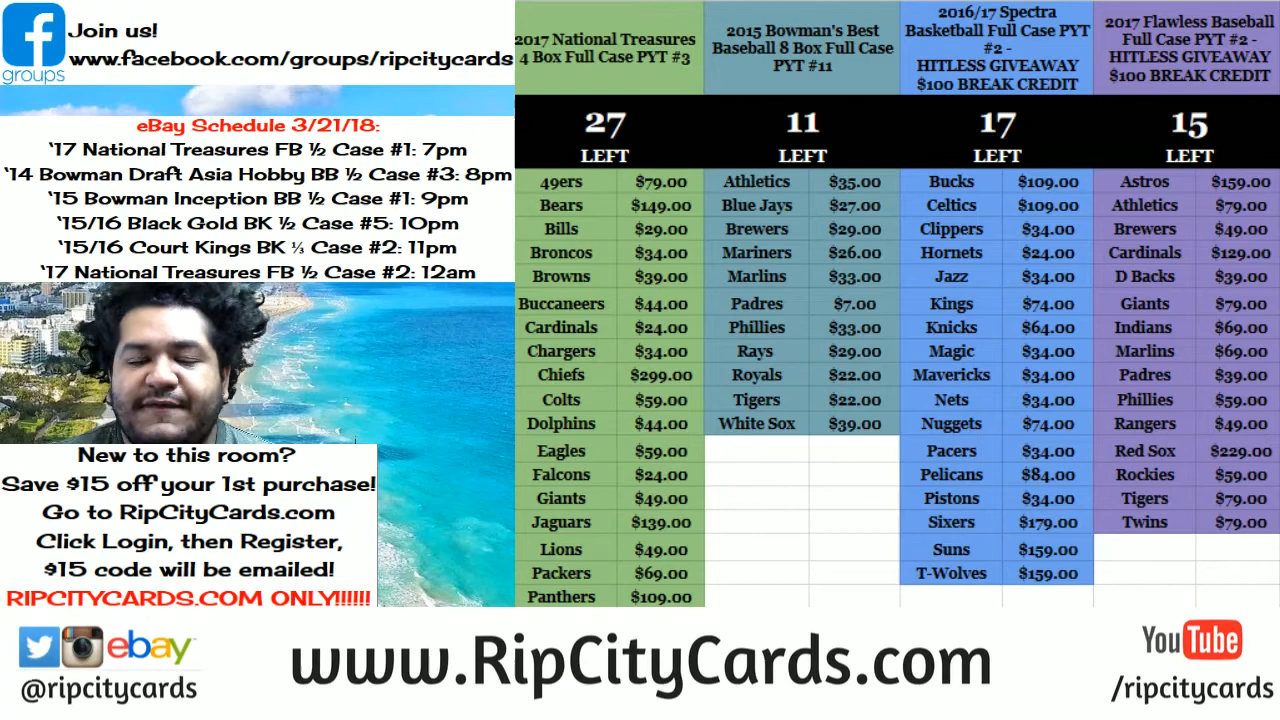 Join us!
www.facebook.com/groups/ripcitycards
groups
eBay Schedule 3/21/18:
'17 National Treasures FB ½ Case #1: 7pm
'14 Bowman Draft Asia Hobby BB ½ Case #3: 8pm
'15 Bowman Inception BB ½ Case #1: 9pm
'15/16 Black Gold BK ½ Case #5: 10pm
'15/16 Court Kings BK ⅓ Case #2: 11pm
'17 National Treasures FB ½ Case #2: 12am
New to this room?
Save $15 off your 1st purchase!
Go to RipCityCards.com
Click Login, then Register,
$15 code will be emailed!
RIPCITYCARDS.COM ONLY!!!!!!
2017 National Treasures
4 Box Full Case PYT #3
27
LEFT
49ers $79.00
Bears $149.00
Bills $29.00
Broncos $34.00
Browns $39.00
Buccaneers $44.00
Cardinals $24.00
Chargers $34.00
Chiefs $299.00
Colts $59.00
Dolphins $44.00
Eagles $59.00
Falcons $24.00
Giants $49.00
Jaguars $139.00
Lions $49.00
Packers $69.00
Panthers $109.00
2015 Bowman's Best
Baseball 8 Box Full Case
PYT #11
11
LEFT
Athletics $35.00
Blue Jays $27.00
Brewers $29.00
Mariners $26.00
Marlins $33.00
Padres $7.00
Phillies $33.00
Rays $29.00
Royals $22.00
Tigers $22.00
White Sox $39.00
2016/17 Spectra
Basketball Full Case PYT
#2 -
HITLESS GIVEAWAY
$100 BREAK CREDIT
17
LEFT
Bucks $109.00
Celtics $109.00
Clippers $34.00
Hornets $24.00
Jazz $34.00
Kings $74.00
Knicks $64.00
Magic $34.00
Mavericks $34.00
Nets $34.00
Nuggets $74.00
Pacers $34.00
Pelicans $84.00
Pistons $34.00
Sixers $179.00
Suns $159.00
T-Wolves $159.00
2017 Flawless Baseball
Full Case PYT #2 -
HITLESS GIVEAWAY
$100 BREAK CREDIT
15
LEFT
Astros $159.00
Athletics $79.00
Brewers $49.00
Cardinals $129.00
D Backs $39.00
Giants $79.00
Indians $69.00
Marlins $69.00
Padres $39.00
Phillies $59.00
Rangers $49.00
Red Sox $229.00
Rockies $59.00
Tigers $79.00
Twins $79.00
ebay
@ripcitycards
www.RipCityCards.com
YouTube
/ripcitycards